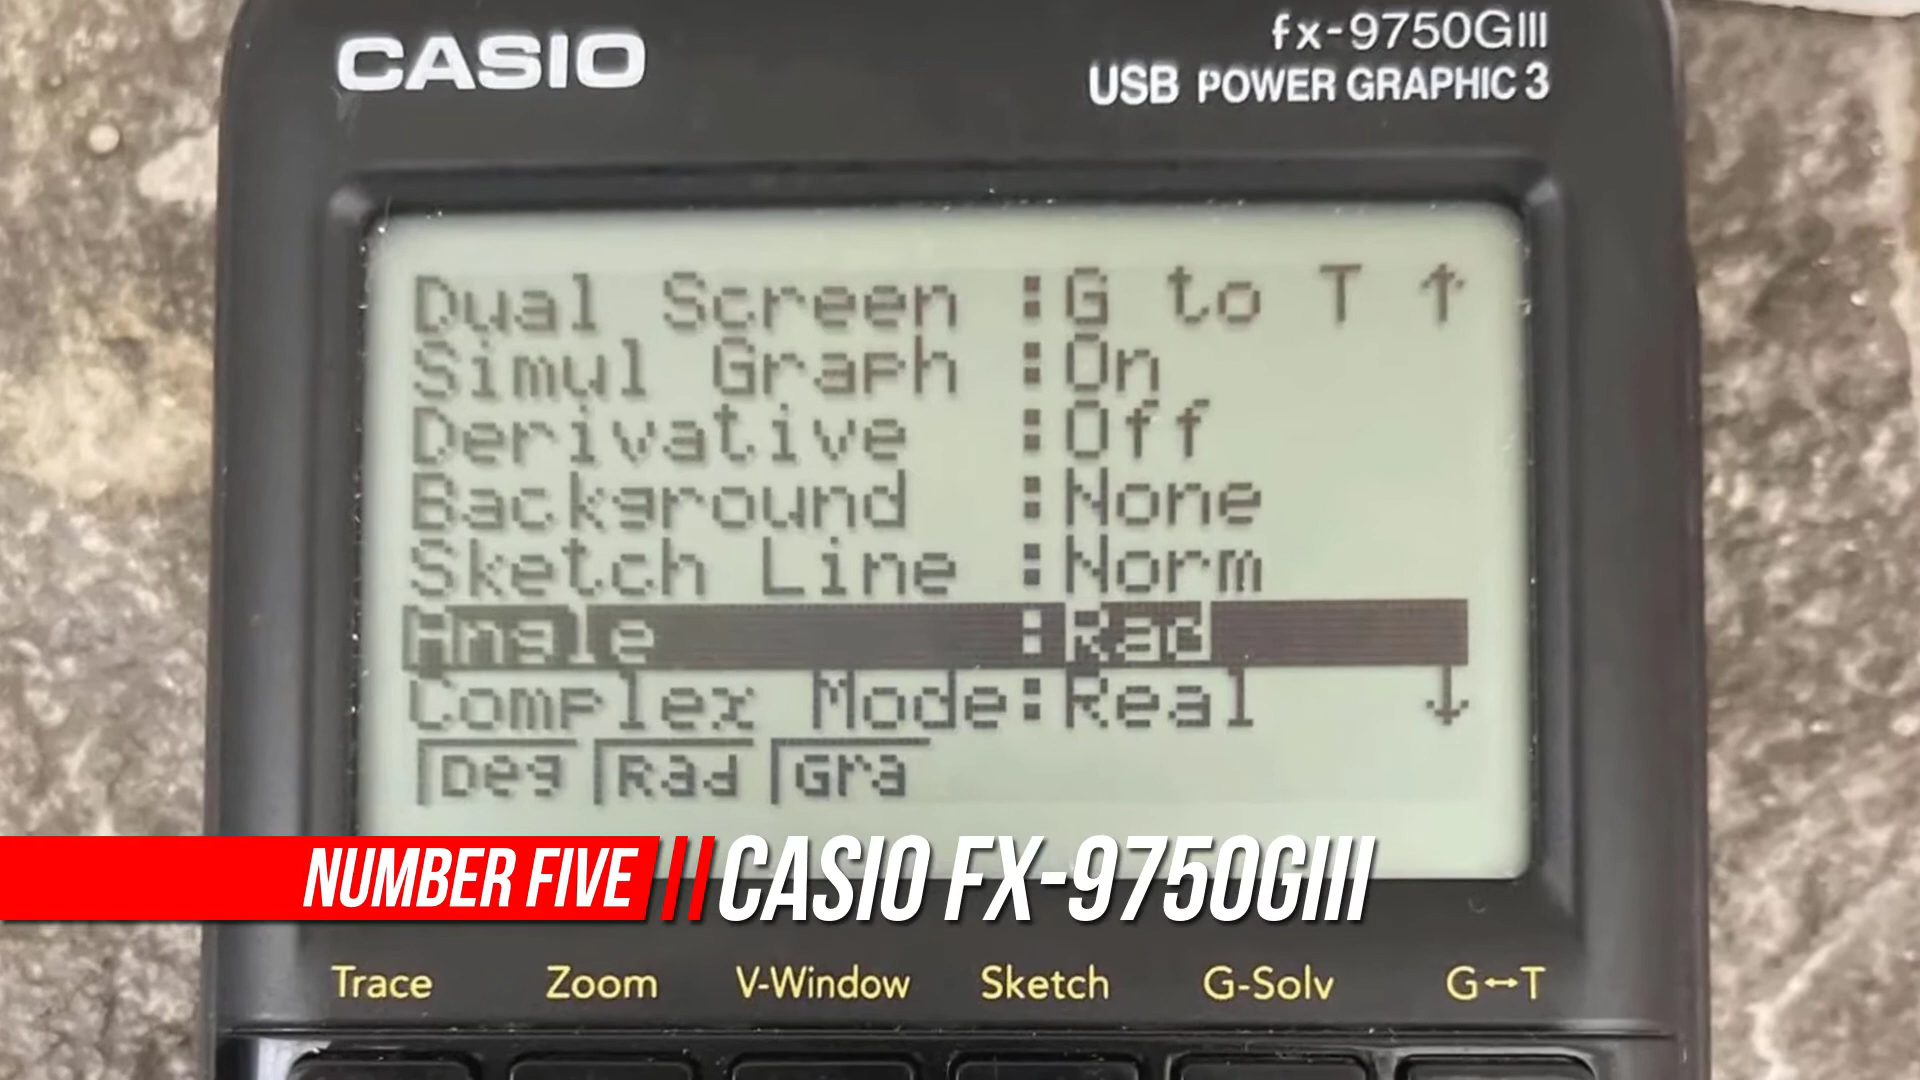 CASIO
fx-9750GIII
USB POWER GRAPHIC 3
Dual Screen :G to T ↑
Simul Graph :On
Derivative :Off
Background :None
Sketch Line :Norm
Angle :Rad
Complex Mode:Real ↓
Deg Rad Gra
NUMBER FIVE // CASIO FX-9750GIII
Trace Zoom V-Window Sketch G-Solv G↔T